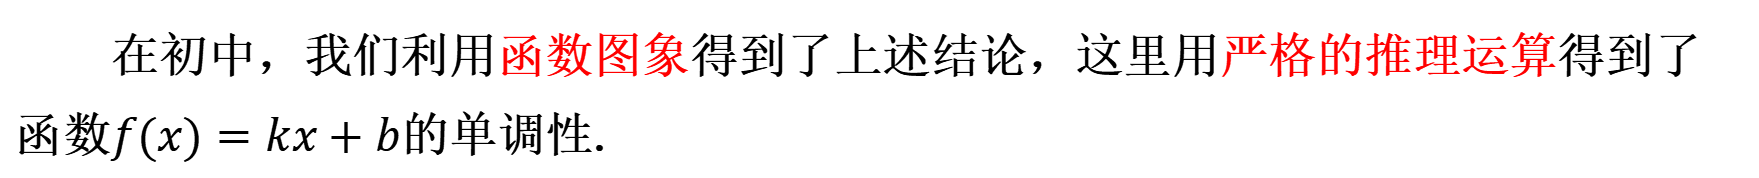 在初中，我们利用函数图象得到了上述结论，这里用严格的推理运算得到了
函数f(x) = kx + b的单调性.